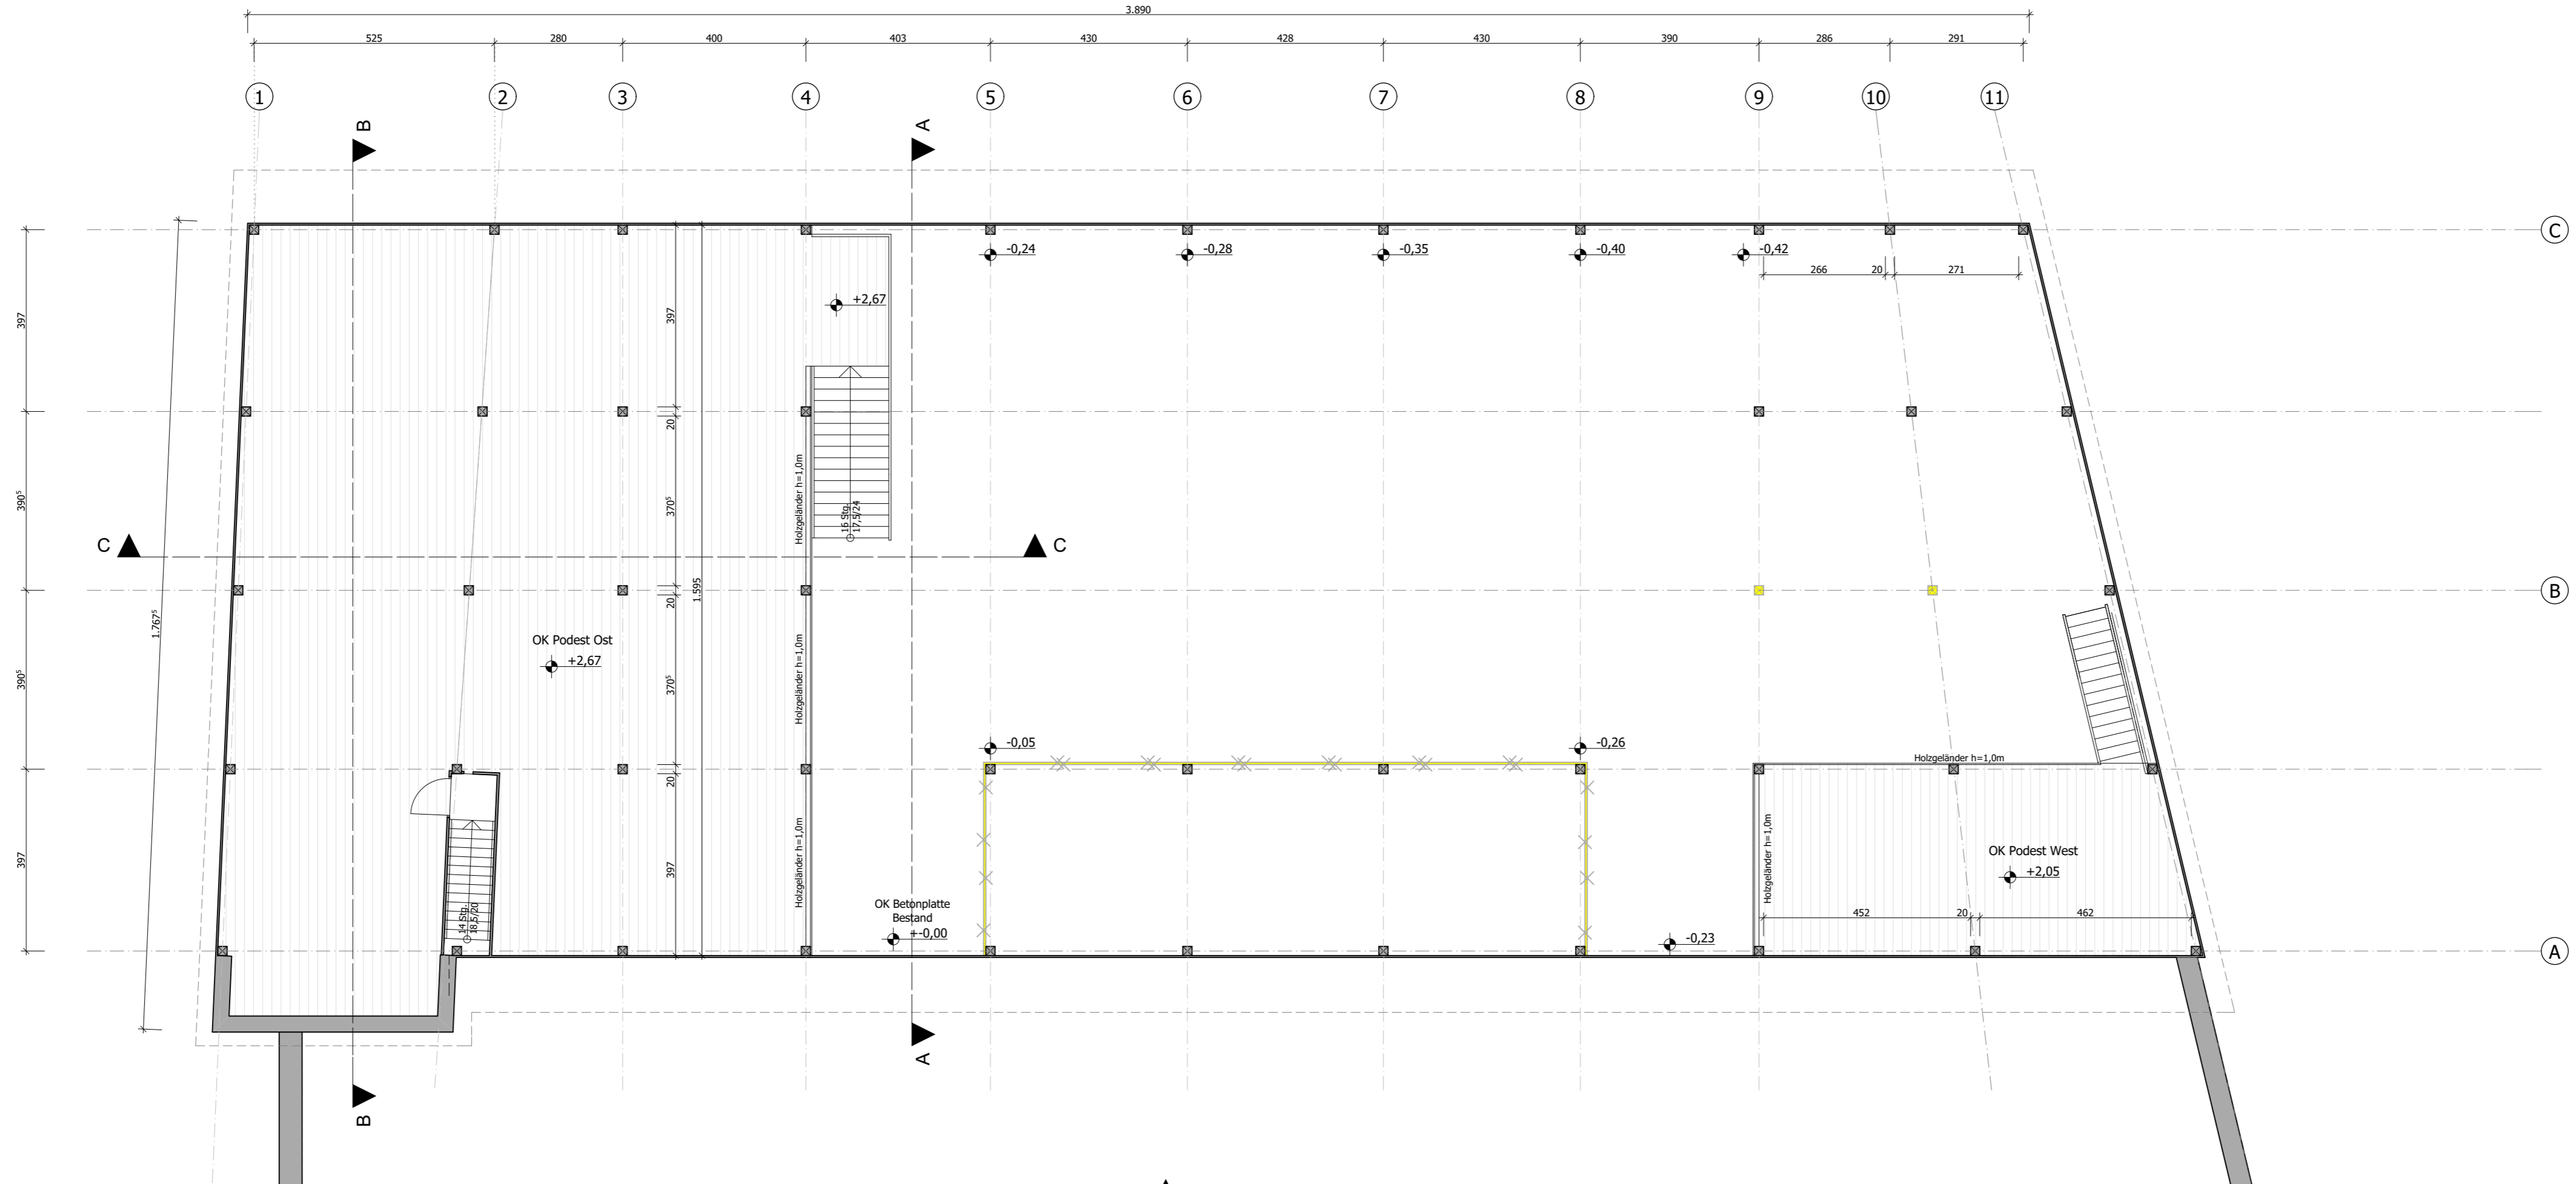 3.890
525 280 400 403 430 428 430 390 286 291
1 2 3 4 5 6 7 8 9 10 11
B A
C
-0,24 -0,28 -0,35 -0,40 -0,42
266 20 271
+2,67
397 397
20
Holzgeländer h=1,0m
390⁵ 370⁵
16 Stg.
17,5/24
C C
20
1.595
B
1.767⁵
OK Podest Ost
+2,67
Holzgeländer h=1,0m
390⁵ 370⁵
-0,05 -0,26
Holzgeländer h=1,0m
20
397 397
Holzgeländer h=1,0m
Holzgeländer h=1,0m
OK Podest West
+2,05
14 Stg.
18,5/20
OK Betonplatte
Bestand
+-0,00
-0,23
452 20 462
A
A
B